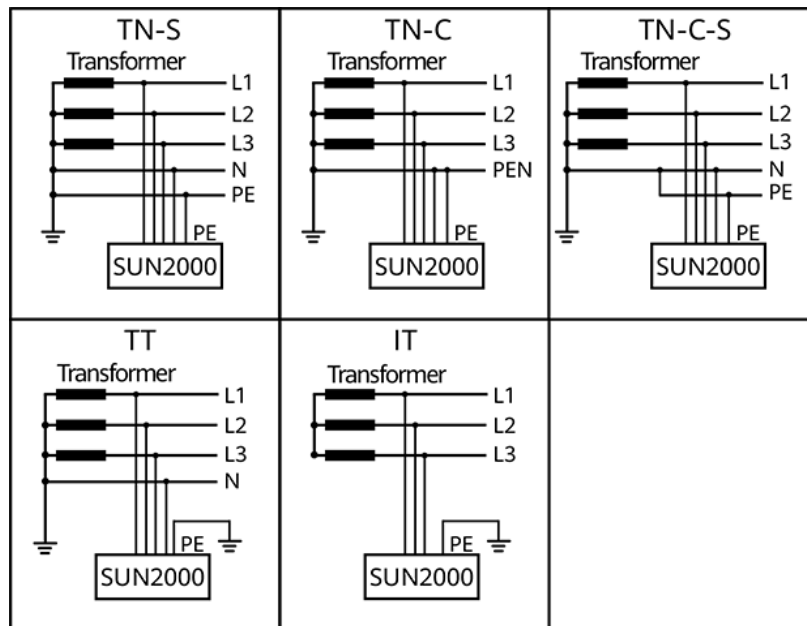 TN-S
Transformer
L1
L2
L3
N
PE
PE
SUN2000
TN-C
Transformer
L1
L2
L3
PEN
PE
SUN2000
TN-C-S
Transformer
L1
L2
L3
N
PE
PE
SUN2000
TT
Transformer
L1
L2
L3
N
PE
SUN2000
IT
Transformer
L1
L2
L3
PE
SUN2000